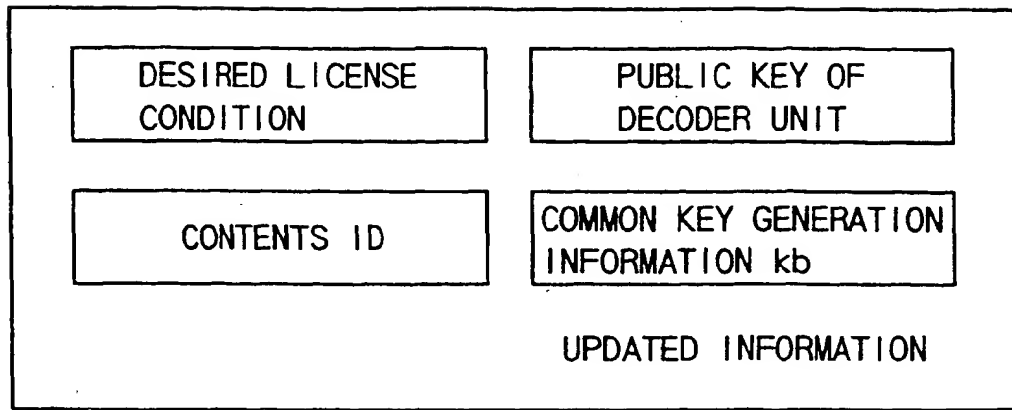 DESIRED LICENSE
CONDITION
PUBLIC KEY OF
DECODER UNIT
CONTENTS ID
COMMON KEY GENERATION
INFORMATION kb
UPDATED INFORMATION